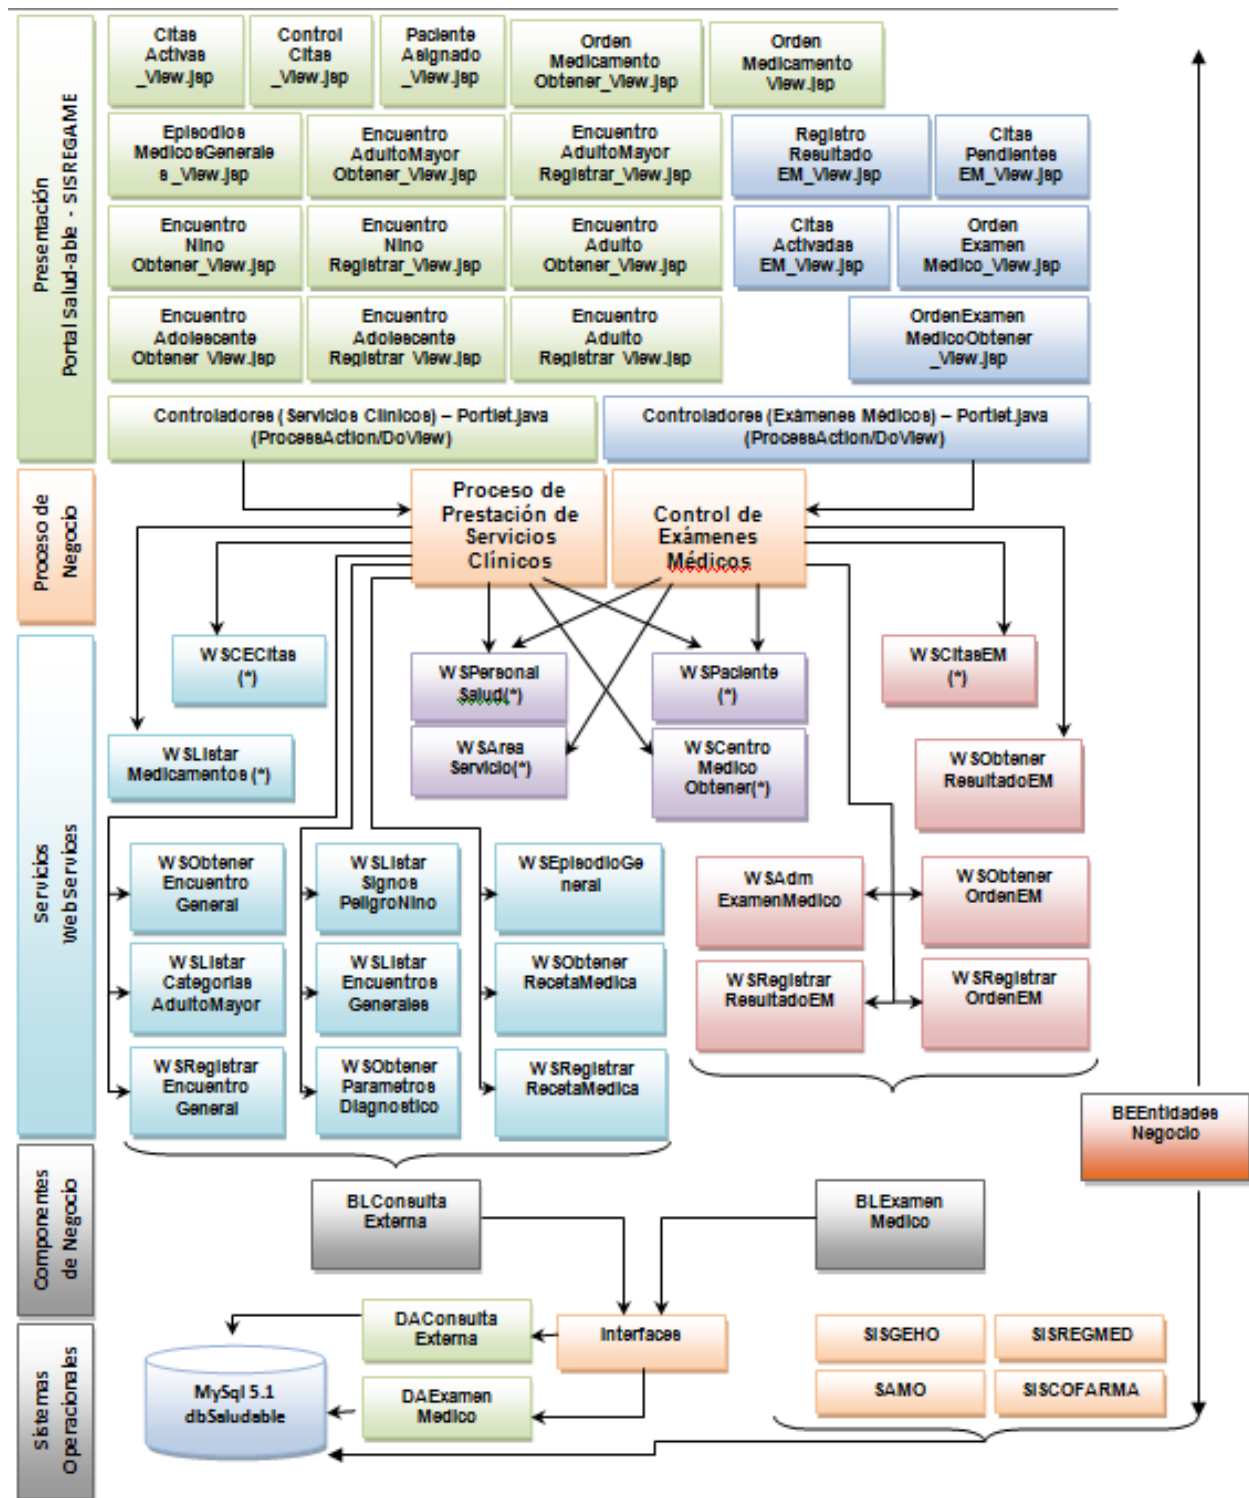 Presentación
Portal Salud-able - SISREGAME
Citas
Activas
_View.jsp
Control
Citas
_View.jsp
Paciente
Asignado
_View.jsp
Orden
Medicamento
Obtener_View.jsp
Orden
Medicamento
View.jsp
Episodios
MedicosGenerale
s_View.jsp
Encuentro
AdultoMayor
Obtener_View.jsp
Encuentro
AdultoMayor
Registrar_View.jsp
Registro
Resultado
EM_View.jsp
Citas
Pendientes
EM_View.jsp
Encuentro
Nino
Obtener_View.jsp
Encuentro
Nino
Registrar_View.jsp
Encuentro
Adulto
Obtener_View.jsp
Citas
Activadas
EM_View.jsp
Orden
Examen
Medico_View.jsp
Encuentro
Adolescente
Obtener View.jsp
Encuentro
Adolescente
Registrar View.jsp
Encuentro
Adulto
Registrar View.jsp
OrdenExamen
MedicoObtener
_View.jsp
Controladores (Servicios Clínicos) – Portlet.java
(ProcessAction/DoView)
Controladores (Exámenes Médicos) – Portlet.java
(ProcessAction/DoView)
Proceso de
Negocio
Proceso de
Prestación de
Servicios
Clínicos
Control de
Exámenes
Médicos
Servicios
Web Services
WSCECitas
(*)
WSPersonal
Salud(*)
WSPaciente
(*)
WSCitasEM
(*)
WSListar
Medicamentos (*)
WSArea
Servicio(*)
WSCentro
Medico
Obtener(*)
WSObtener
ResultadoEM
WSObtener
Encuentro
General
WSListar
Signos
PeligroNino
WSEpisodioGe
neral
WSAdm
ExamenMedico
WSObtener
OrdenEM
WSListar
Categorias
AdultoMayor
WSListar
Encuentros
Generales
WSObtener
RecetaMedica
WSRegistrar
ResultadoEM
WSRegistrar
OrdenEM
WSRegistrar
Encuentro
General
WSObtener
Parametros
Diagnostico
WSRegistrar
RecetaMedica
BEEntidades
Negocio
Componentes
de Negocio
BLConsulta
Externa
BLExamen
Medico
Sistemas
Operacionales
DAConsulta
Externa
Interfaces
SISGEHO
SISREGMED
MySql 5.1
dbSaludable
DAExamen
Medico
SAMO
SISCOFARMA